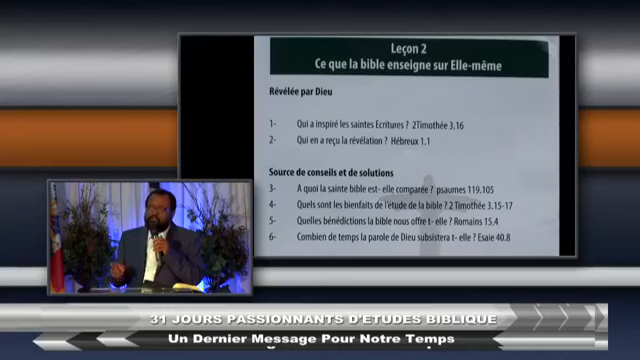 Leçon 2
Ce que la bible enseigne sur Elle-même
Révélée par Dieu
1- Qui a inspiré les saintes Ecritures ? 2Timothée 3.16
2- Qui en a reçu la révélation ? Hébreux 1.1
Source de conseils et de solutions
3- A quoi la sainte bible est- elle comparée ? psaumes 119.105
4- Quels sont les bienfaits de l'étude de la bible ? 2 Timothée 3.15-17
5- Quelles bénédictions la bible nous offre t- elle ? Romains 15.4
6- Combien de temps la parole de Dieu subsistera t- elle ? Esaie 40.8
31 JOURS PASSIONNANTS D'ETUDES BIBLIQUE
Un Dernier Message Pour Notre Temps